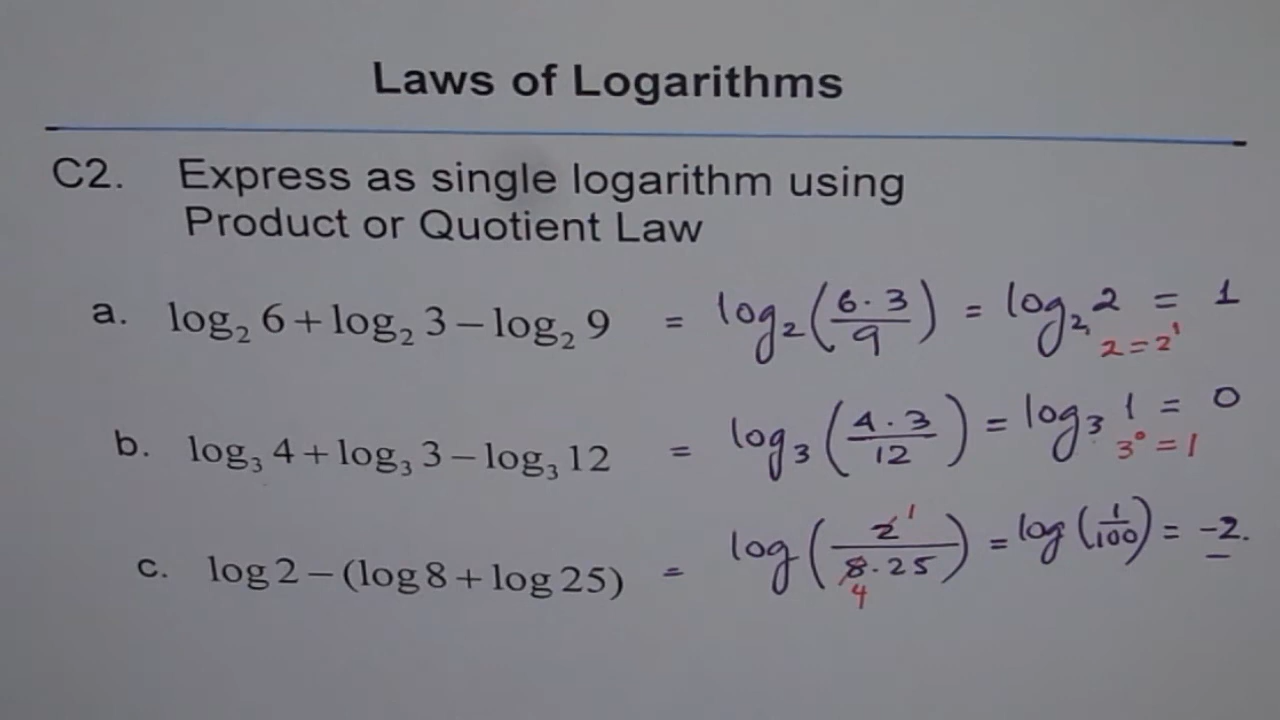 Laws of Logarithms
C2. Express as single logarithm using
Product or Quotient Law
a. log₂ 6 + log₂ 3 − log₂ 9 = log₂(6·3/9) = log₂ 2 = 1
2 = 2¹
b. log₃ 4 + log₃ 3 − log₃ 12 = log₃(4·3/12) = log₃ 1 = 0
3⁰ = 1
c. log 2 − (log 8 + log 25) = log(2/8·25) = log(1/100) = −2.
1
4